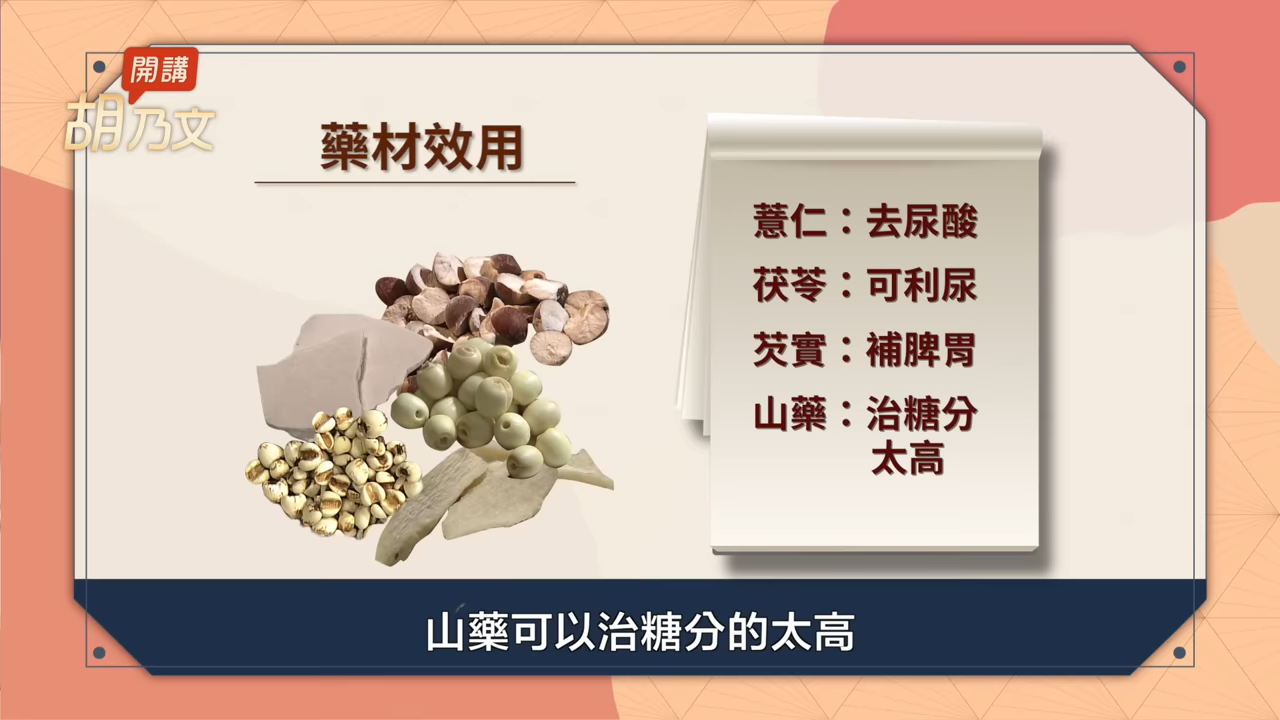 開講
胡乃文
藥材效用
薏仁：去尿酸
茯苓：可利尿
芡實：補脾胃
山藥：治糖分
太高
山藥可以治糖分的太高